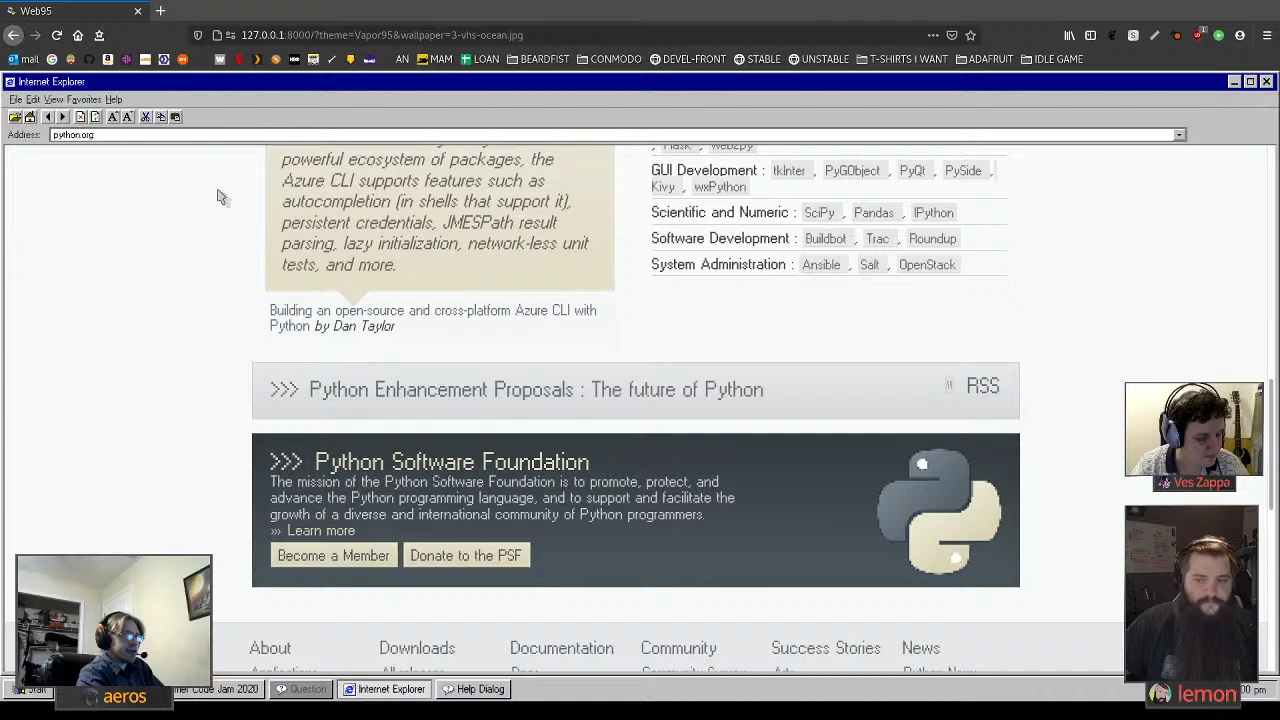 Web95
127.0.0.1:8000/?theme=Vapor95&wallpaper=3-vhs-ocean.jpg
mail
AN MAM LOAN BEARDFIST CONMODO DEVEL-FRONT STABLE UNSTABLE T-SHIRTS I WANT ADAFRUIT IDLE GAME
Internet Explorer
File Edit View Favorites Help
Address: python.org
powerful ecosystem of packages, the
Azure CLI supports features such as
autocompletion (in shells that support it),
persistent credentials, JMESPath result
parsing, lazy initialization, network-less unit
tests, and more.
Building an open-source and cross-platform Azure CLI with
Python by Dan Taylor
, Flask , web2py
GUI Development : tkInter , PyGObject , PyQt , PySide ,
Kivy , wxPython
Scientific and Numeric : SciPy , Pandas , IPython
Software Development : Buildbot , Trac , Roundup
System Administration : Ansible , Salt , OpenStack
>>> Python Enhancement Proposals : The future of Python
RSS
>>> Python Software Foundation
The mission of the Python Software Foundation is to promote, protect, and
advance the Python programming language, and to support and facilitate the
growth of a diverse and international community of Python programmers.
››› Learn more
Become a Member Donate to the PSF
About Downloads Documentation Community Success Stories News
Start
Code Jam 2020 Question Internet Explorer Help Dialog
00 pm
Ves Zappa
aeros
lemon